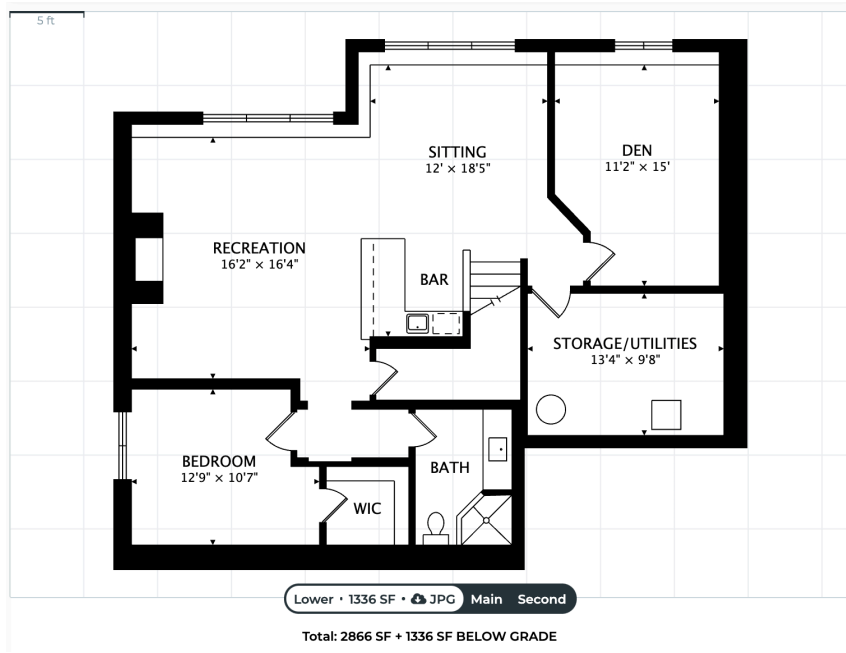 5 ft
SITTING
12' × 18'5"
DEN
11'2" × 15'
RECREATION
16'2" × 16'4"
BAR
STORAGE/UTILITIES
13'4" × 9'8"
BEDROOM
12'9" × 10'7"
BATH
WIC
Lower · 1336 SF · JPG Main Second
Total: 2866 SF + 1336 SF BELOW GRADE